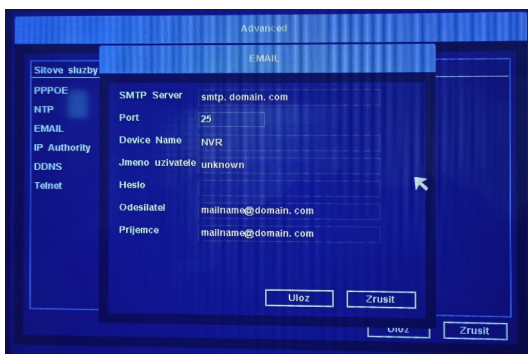 Advanced
EMAIL
Sitove sluzby
PPPOE
NTP
EMAIL
IP Authority
DDNS
Telnet
SMTP Server smtp.domain.com
Port 25
Device Name NVR
Jmeno uzivatele unknown
Heslo
Odesilatel mailname@domain.com
Prijemce mailname@domain.com
Uloz Zrusit
Uloz Zrusit